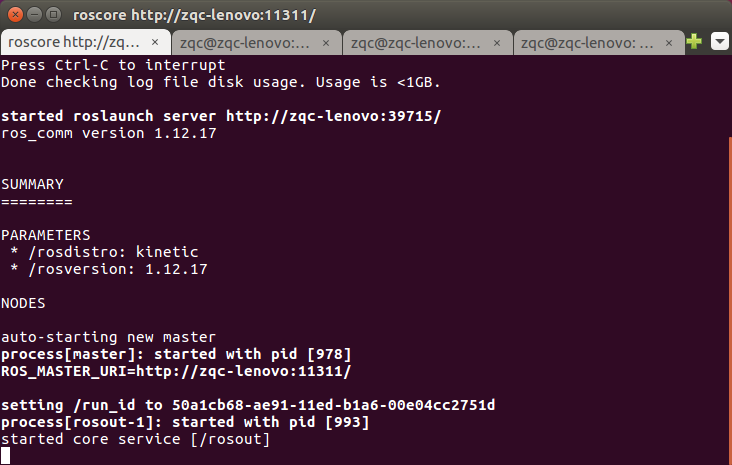 roscore http://zqc-lenovo:11311/
roscore http://zq... × zqc@zqc-lenovo:... × zqc@zqc-lenovo:... × zqc@zqc-lenovo: ... ×
Press Ctrl-C to interrupt
Done checking log file disk usage. Usage is <1GB.
started roslaunch server http://zqc-lenovo:39715/
ros_comm version 1.12.17
SUMMARY
========
PARAMETERS
 * /rosdistro: kinetic
 * /rosversion: 1.12.17
NODES
auto-starting new master
process[master]: started with pid [978]
ROS_MASTER_URI=http://zqc-lenovo:11311/
setting /run_id to 50a1cb68-ae91-11ed-b1a6-00e04cc2751d
process[rosout-1]: started with pid [993]
started core service [/rosout]